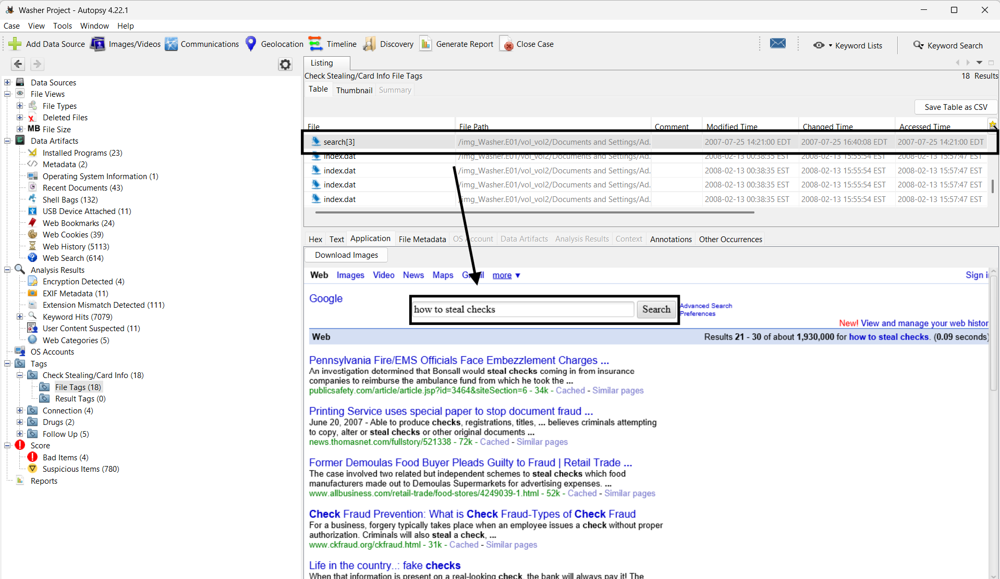 Washer Project - Autopsy 4.22.1
Case View Tools Window Help
Add Data Source Images/Videos Communications Geolocation Timeline Discovery Generate Report Close Case Keyword Lists Keyword Search
Data Sources
File Views
File Types
Deleted Files
MB File Size
Data Artifacts
Installed Programs (23)
Metadata (2)
Operating System Information (1)
Recent Documents (43)
Shell Bags (132)
USB Device Attached (11)
Web Bookmarks (24)
Web Cookies (39)
Web History (5113)
Web Search (614)
Analysis Results
Encryption Detected (4)
EXIF Metadata (11)
Extension Mismatch Detected (111)
Keyword Hits (7079)
User Content Suspected (11)
Web Categories (5)
OS Accounts
Tags
Check Stealing/Card Info (18)
File Tags (18)
Result Tags (0)
Connection (4)
Drugs (2)
Follow Up (5)
Score
Bad Items (4)
Suspicious Items (780)
Reports
Listing
Check Stealing/Card Info File Tags 18 Results
Table Thumbnail Summary
Save Table as CSV
File File Path Comment Modified Time Changed Time Accessed Time
search[3] /img_Washer.E01/vol_vol2/Documents and Settings/Ad. 2007-07-25 14:21:00 EDT 2007-07-25 16:40:08 EDT 2007-07-25 14:21:00 EDT
index.dat /img_Washer.E01/vol_vol2/Documents and Settings/Ad. 2008-02-13 00:38:35 EST 2008-02-13 15:55:54 EST 2008-02-13 15:57:47 EST
index.dat /img_Washer.E01/vol_vol2/Documents and Settings/Ad. 2008-02-13 00:38:35 EST 2008-02-13 15:55:54 EST 2008-02-13 15:57:47 EST
index.dat /img_Washer.E01/vol_vol2/Documents and Settings/Ad. 2008-02-13 00:38:35 EST 2008-02-13 15:55:54 EST 2008-02-13 15:57:47 EST
index.dat /img_Washer.E01/vol_vol2/Documents and Settings/Ad. 2008-02-13 00:38:35 EST 2008-02-13 15:55:54 EST 2008-02-13 15:57:47 EST
Hex Text Application File Metadata OS Account Data Artifacts Analysis Results Context Annotations Other Occurrences
Download Images
Web Images Video News Maps Gmail more ▼ Sign i
Google
how to steal checks Search
Advanced Search
Preferences
New! View and manage your web histor
Web Results 21 - 30 of about 1,930,000 for how to steal checks. (0.09 seconds)
Pennsylvania Fire/EMS Officials Face Embezzlement Charges ...
An investigation determined that Bonsall would steal checks coming in from insurance
companies to reimburse the ambulance fund from which he took the ...
publicsafety.com/article/article.jsp?id=3464&siteSection=6 - 34k - Cached - Similar pages
Printing Service uses special paper to stop document fraud ...
June 20, 2007 - Able to produce checks, registrations, titles, ... believes criminals attempting
to copy, alter or steal checks or other original documents ...
news.thomasnet.com/fullstory/521338 - 72k - Cached - Similar pages
Former Demoulas Food Buyer Pleads Guilty to Fraud | Retail Trade ...
The case involved two related but independent schemes to steal checks which food
manufacturers made out to Demoulas Supermarkets for advertising expenses. ...
www.allbusiness.com/retail-trade/food-stores/4249039-1.html - 52k - Cached - Similar pages
Check Fraud Prevention: What is Check Fraud-Types of Check Fraud
For a business, forgery typically takes place when an employee issues a check without proper
authorization. Criminals will also steal a check, ...
www.ckfraud.org/ckfraud.html - 31k - Cached - Similar pages
Life in the country..: fake checks
When that information is present on a real-looking check, the bank will always pay it! The